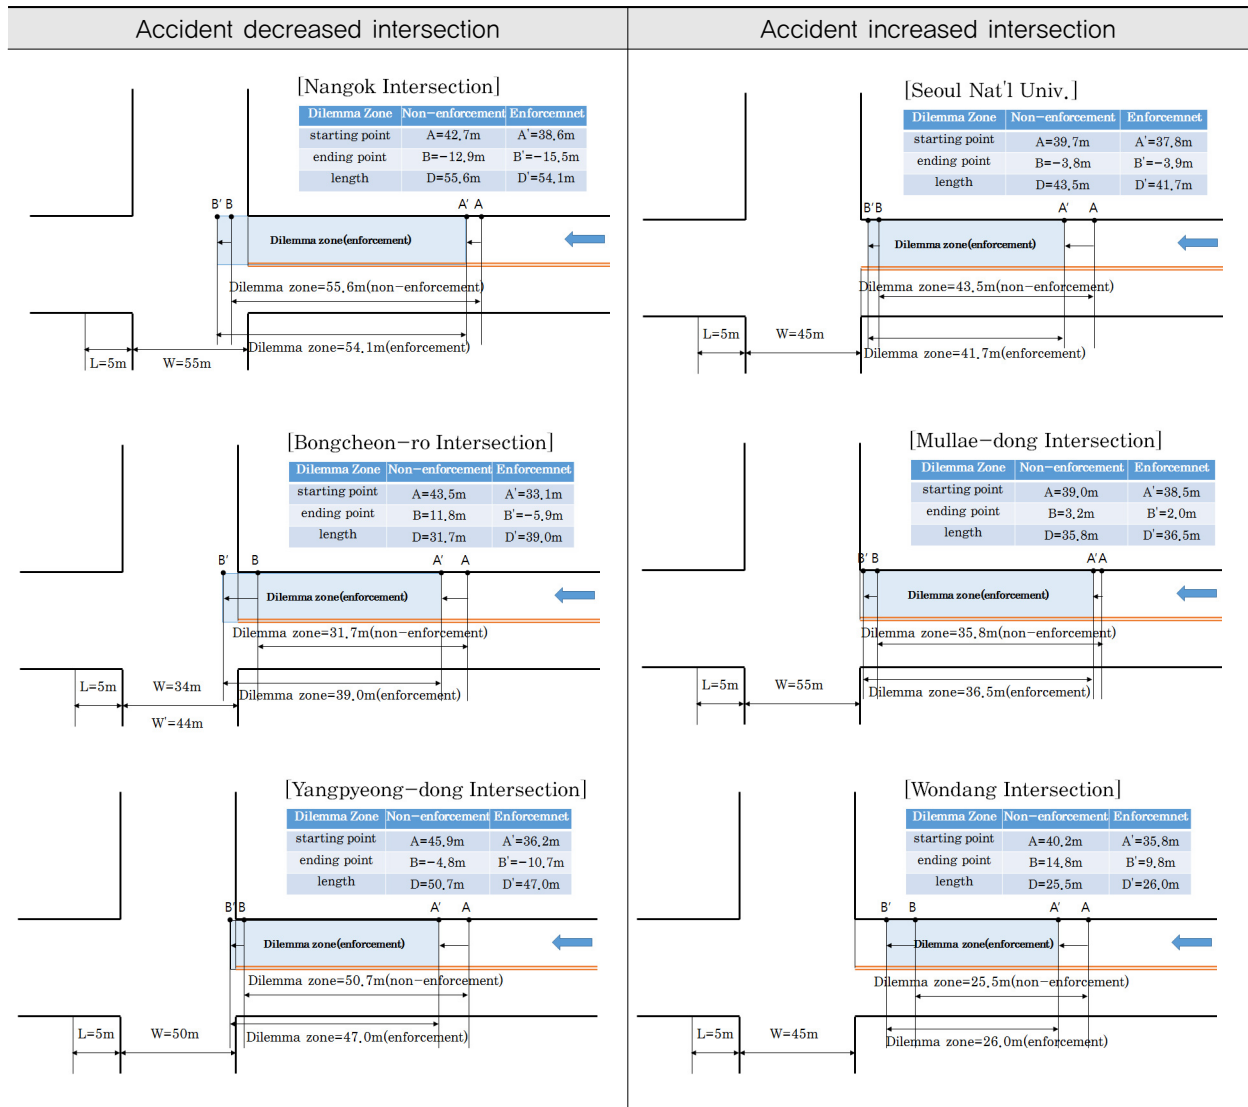 Accident decreased intersection
Accident increased intersection
[Nangok Intersection]
Dilemma Zone Non-enforcement Enforcemnet
starting point A=42.7m A'=38.6m
ending point B=-12.9m B'=-15.5m
length D=55.6m D'=54.1m
B' B A' A
Dilemma zone(enforcement)
Dilemma zone=55.6m(non-enforcement)
Dilemma zone=54.1m(enforcement)
L=5m W=55m
[Seoul Nat'l Univ.]
Dilemma Zone Non-enforcement Enforcemnet
starting point A=39.7m A'=37.8m
ending point B=-3.8m B'=-3.9m
length D=43.5m D'=41.7m
B' B A' A
Dilemma zone(enforcement)
Dilemma zone=43.5m(non-enforcement)
L=5m W=45m
Dilemma zone=41.7m(enforcement)
[Bongcheon-ro Intersection]
Dilemma Zone Non-enforcement Enforcemnet
starting point A=43.5m A'=33.1m
ending point B=11.8m B'=-5.9m
length D=31.7m D'=39.0m
B' B A' A
Dilemma zone(enforcement)
Dilemma zone=31.7m(non-enforcement)
L=5m W=34m
Dilemma zone=39.0m(enforcement)
W'=44m
[Mullae-dong Intersection]
Dilemma Zone Non-enforcement Enforcemnet
starting point A=39.0m A'=38.5m
ending point B=3.2m B'=2.0m
length D=35.8m D'=36.5m
B' B A' A
Dilemma zone(enforcement)
Dilemma zone=35.8m(non-enforcement)
L=5m W=55m
Dilemma zone=36.5m(enforcement)
[Yangpyeong-dong Intersection]
Dilemma Zone Non-enforcement Enforcemnet
starting point A=45.9m A'=36.2m
ending point B=-4.8m B'=-10.7m
length D=50.7m D'=47.0m
B' B A' A
Dilemma zone(enforcement)
Dilemma zone=50.7m(non-enforcement)
L=5m W=50m
Dilemma zone=47.0m(enforcement)
[Wondang Intersection]
Dilemma Zone Non-enforcement Enforcemnet
starting point A=40.2m A'=35.8m
ending point B=14.8m B'=9.8m
length D=25.5m D'=26.0m
B' B A' A
Dilemma zone(enforcement)
Dilemma zone=25.5m(non-enforcement)
L=5m W=45m
Dilemma zone=26.0m(enforcement)